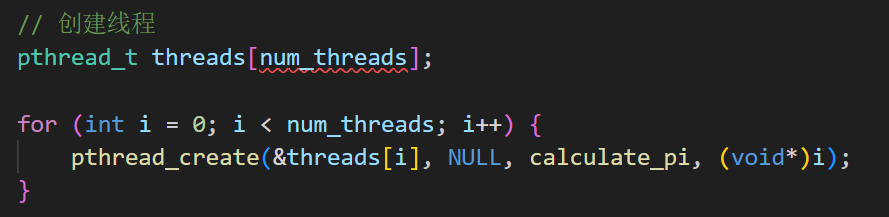 // 创建线程
pthread_t threads[num_threads];
for (int i = 0; i < num_threads; i++) {
pthread_create(&threads[i], NULL, calculate_pi, (void*)i);
}